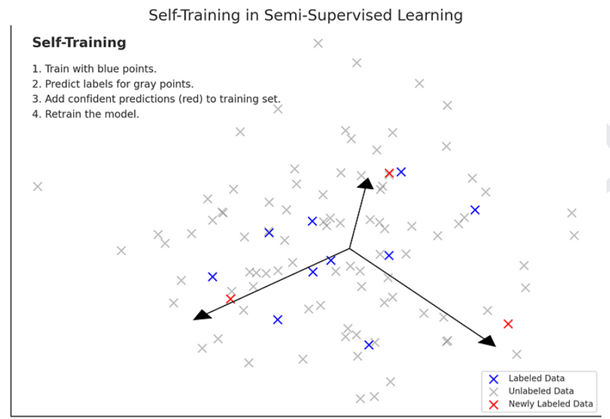 Self-Training in Semi-Supervised Learning
Self-Training
1. Train with blue points.
2. Predict labels for gray points.
3. Add confident predictions (red) to training set.
4. Retrain the model.
Labeled Data
Unlabeled Data
Newly Labeled Data